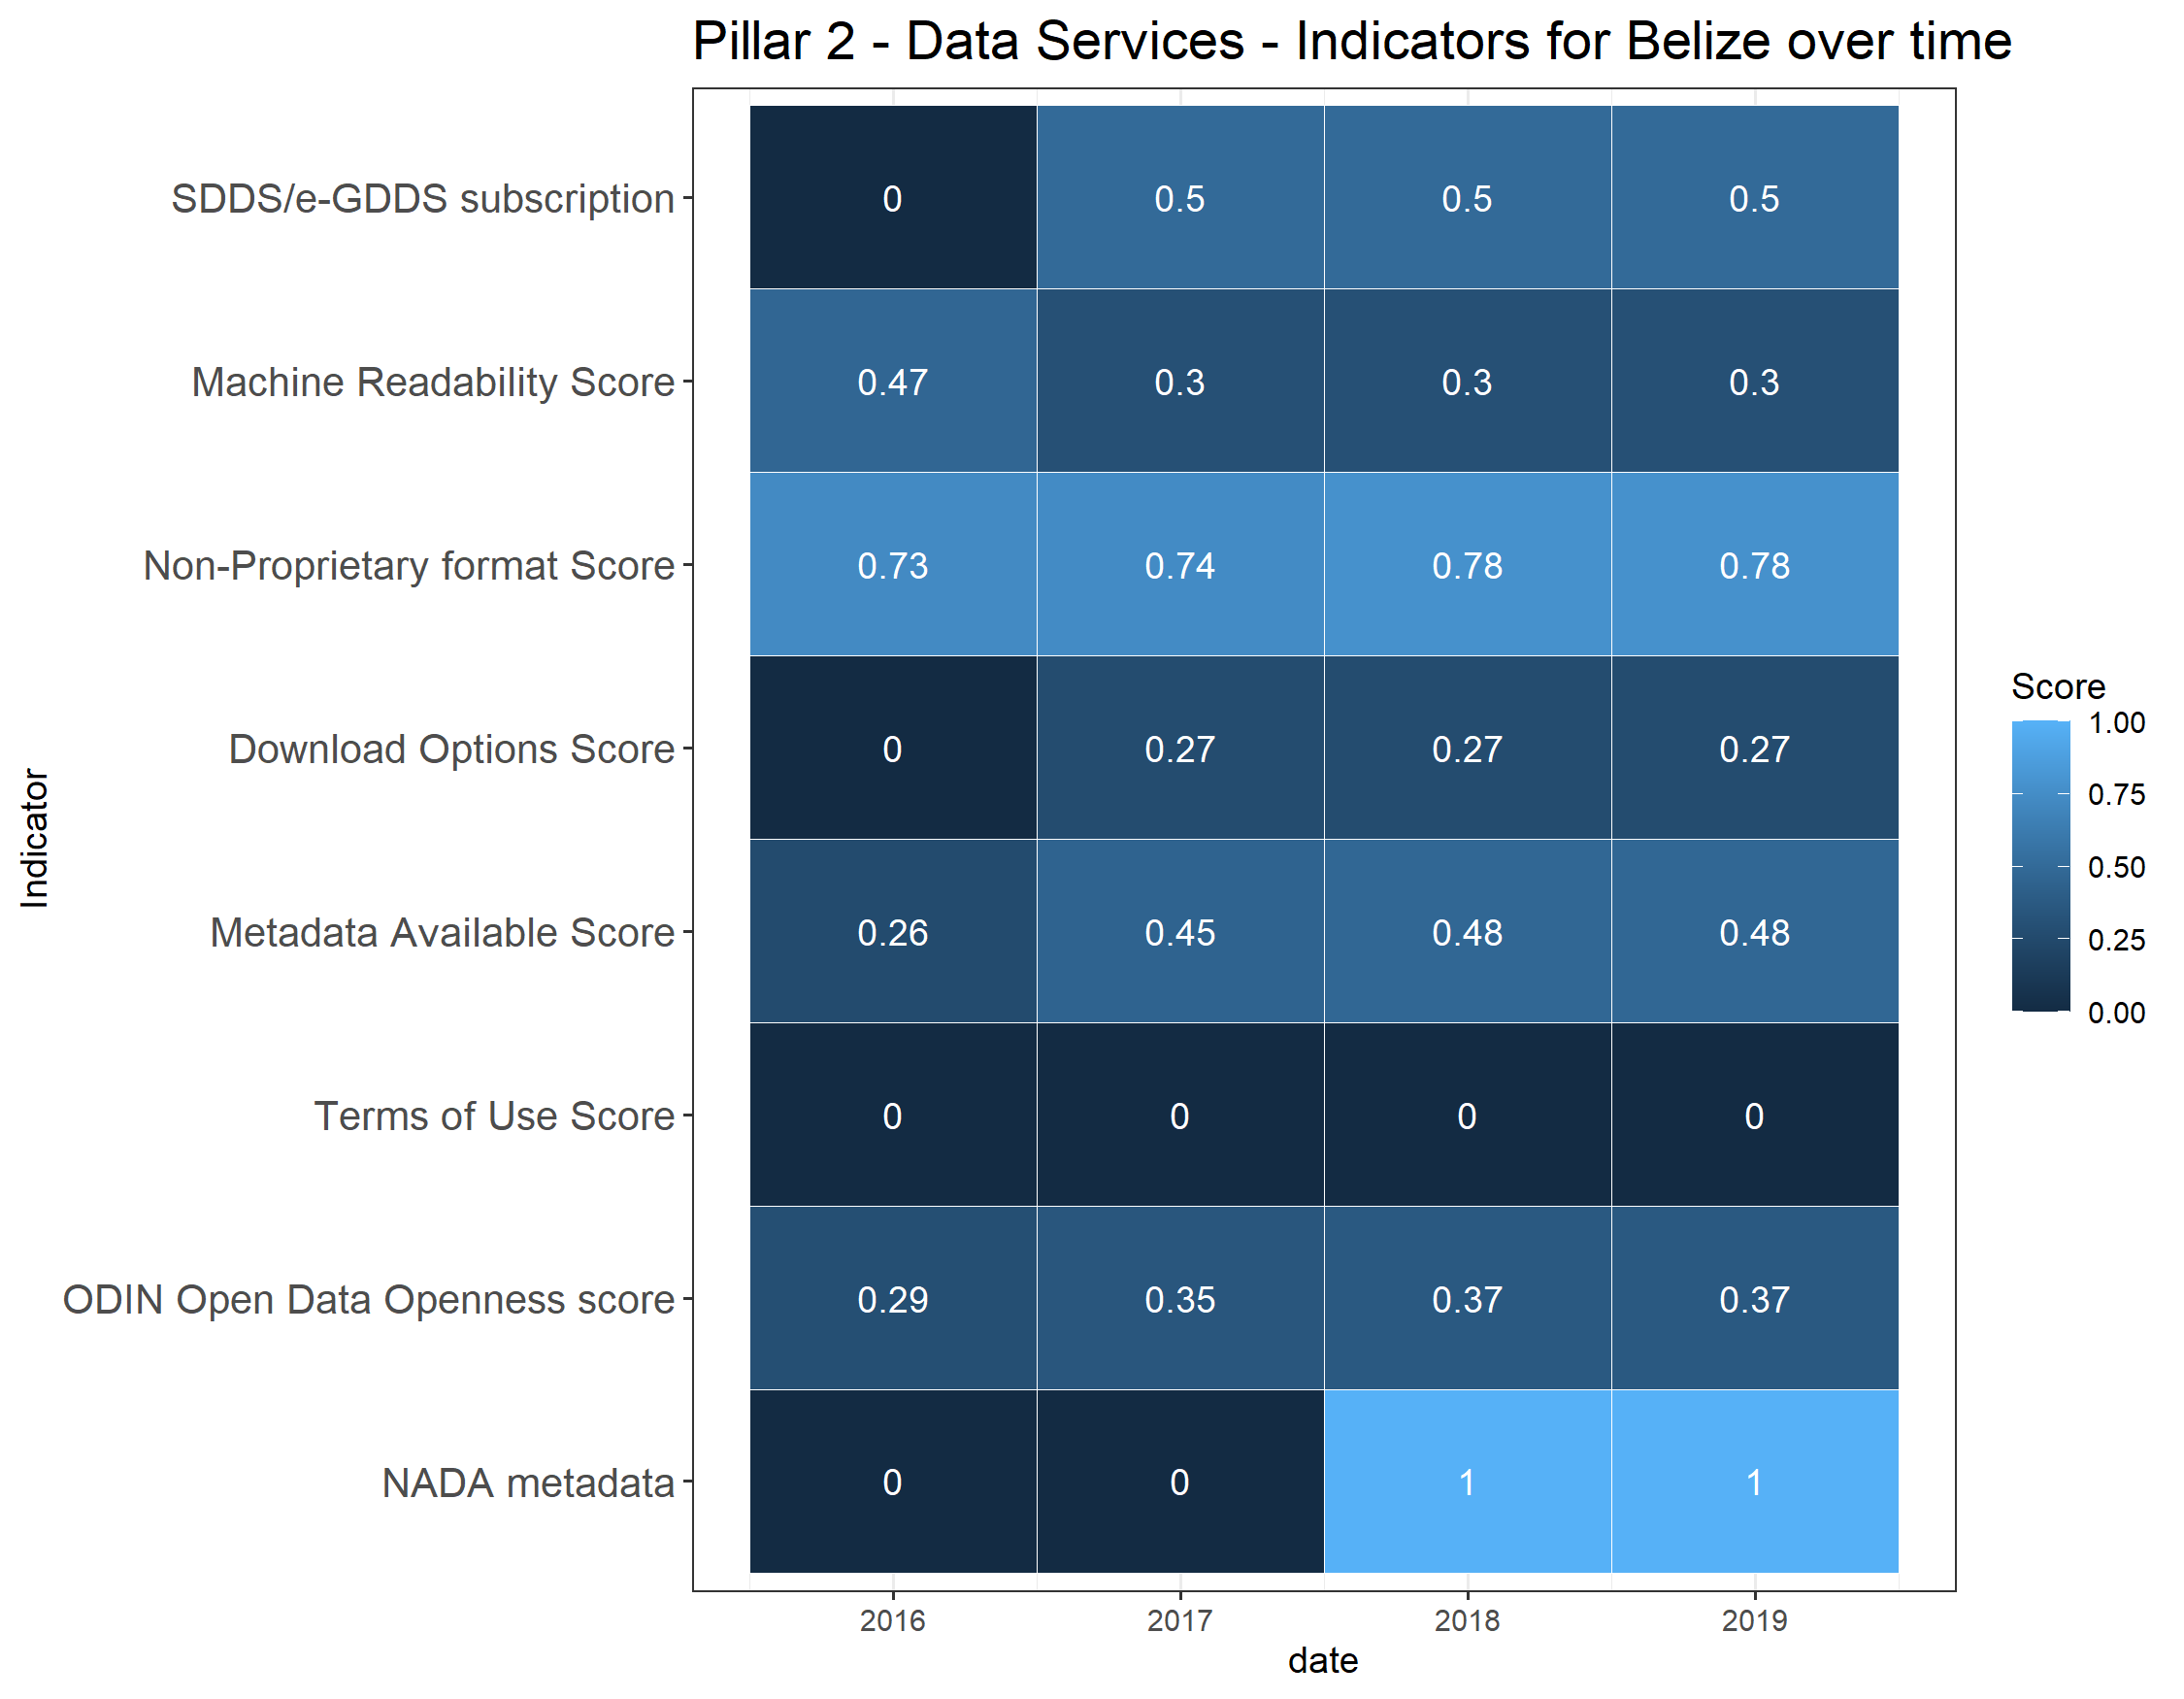 Pillar 2 - Data Services - Indicators for Belize over time
Indicator
SDDS/e-GDDS subscription 0 0.5 0.5 0.5
Machine Readability Score 0.47 0.3 0.3 0.3
Non-Proprietary format Score 0.73 0.74 0.78 0.78
Download Options Score 0 0.27 0.27 0.27
Metadata Available Score 0.26 0.45 0.48 0.48
Terms of Use Score 0 0 0 0
ODIN Open Data Openness score 0.29 0.35 0.37 0.37
NADA metadata 0 0 1 1
2016 2017 2018 2019
date
Score
1.00
0.75
0.50
0.25
0.00